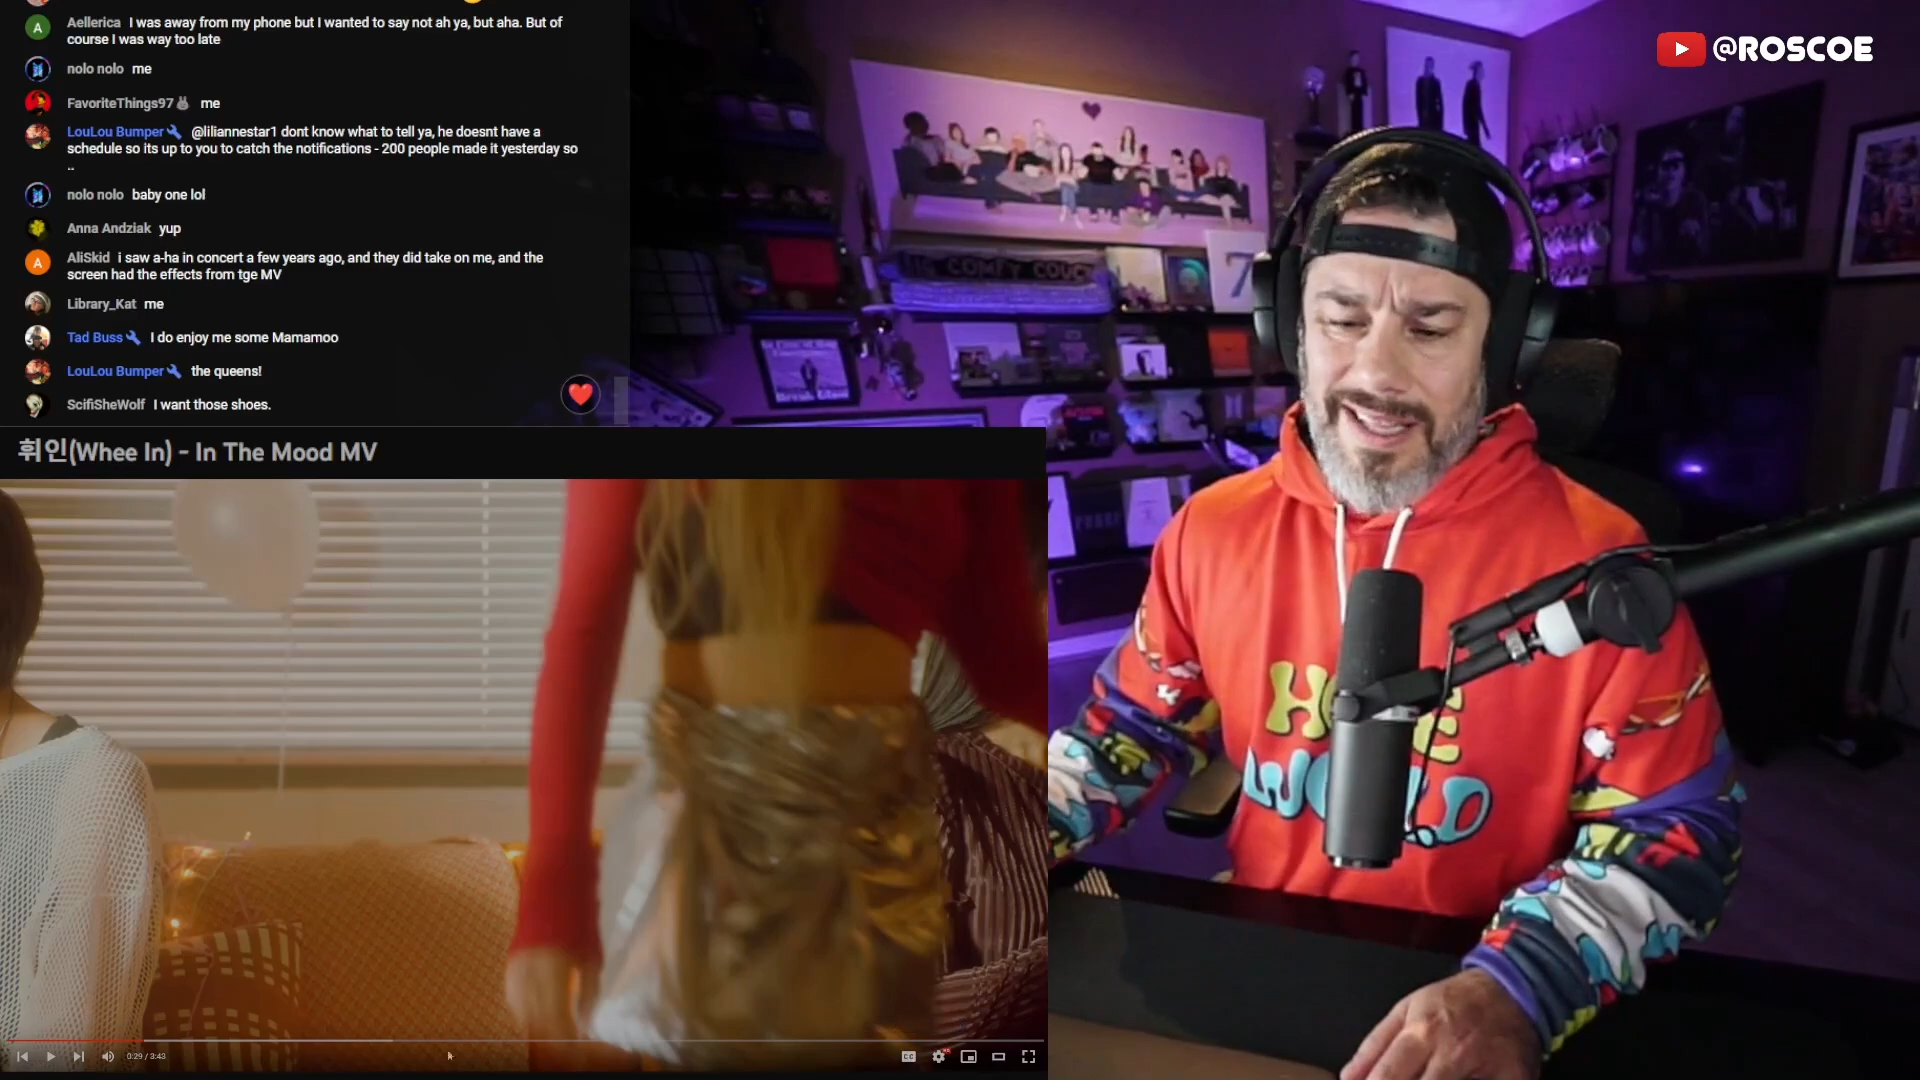 Aellerica I was away from my phone but I wanted to say not ah ya, but aha. But of
course I was way too late
nolo nolo me
FavoriteThings97 me
LouLou Bumper @liliannestar1 dont know what to tell ya, he doesnt have a
schedule so its up to you to catch the notifications - 200 people made it yesterday so
..
nolo nolo baby one lol
Anna Andziak yup
AliSkid i saw a-ha in concert a few years ago, and they did take on me, and the
screen had the effects from tge MV
Library_Kat me
Tad Buss I do enjoy me some Mamamoo
LouLou Bumper the queens!
ScifiSheWolf I want those shoes.
휘인(Whee In) - In The Mood MV
0:29 / 3:43
CC
@ROSCOE
COMFY COUCH
7
HOPE
WORLD